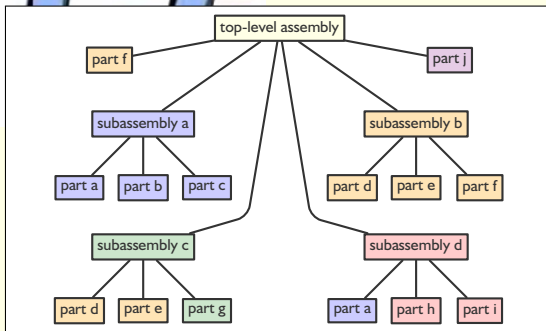 top-level assembly
part f
part j
subassembly a
subassembly b
part a
part b
part c
part d
part e
part f
subassembly c
subassembly d
part d
part e
part g
part a
part h
part i